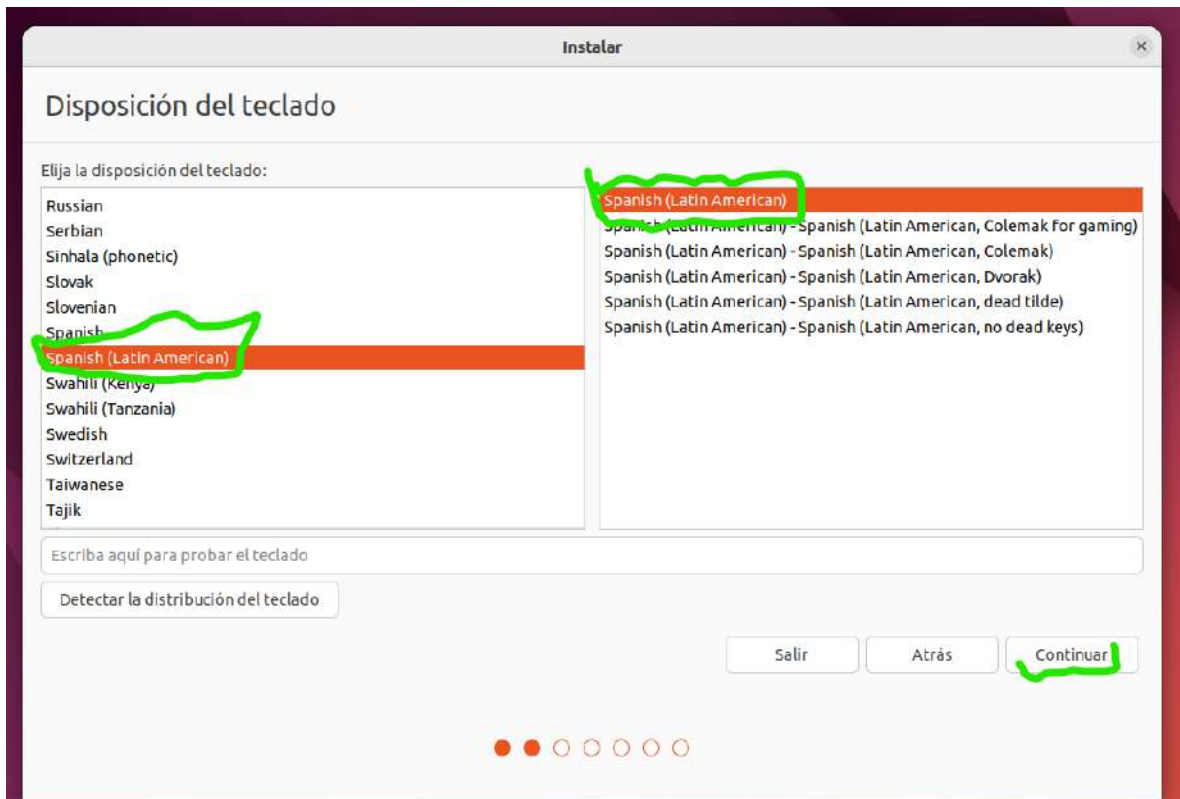 Instalar
Disposición del teclado
Elija la disposición del teclado:
Russian
Serbian
Sinhala (phonetic)
Slovak
Slovenian
Spanish
Spanish (Latin American)
Swahili (Kenya)
Swahili (Tanzania)
Swedish
Switzerland
Taiwanese
Tajik
Spanish (Latin American)
Spanish (Latin American) - Spanish (Latin American, Colemak for gaming)
Spanish (Latin American) - Spanish (Latin American, Colemak)
Spanish (Latin American) - Spanish (Latin American, Dvorak)
Spanish (Latin American) - Spanish (Latin American, dead tilde)
Spanish (Latin American) - Spanish (Latin American, no dead keys)
Escriba aquí para probar el teclado
Detectar la distribución del teclado
Salir
Atrás
Continuar